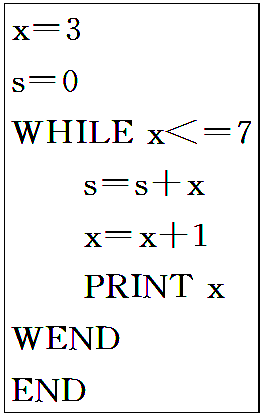 x=3
s=0
WHILE x<=7
s=s+x
x=x+1
PRINT x
WEND
END